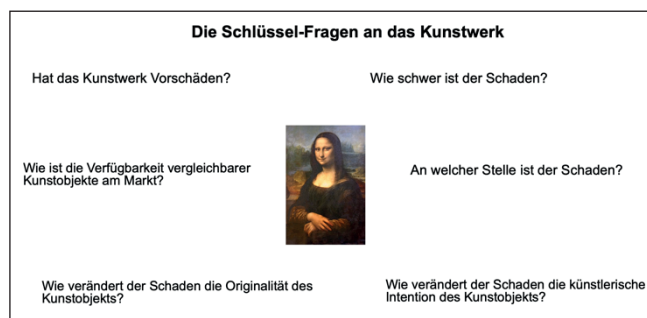 Die Schlüssel-Fragen an das Kunstwerk
Hat das Kunstwerk Vorschäden?
Wie schwer ist der Schaden?
Wie ist die Verfügbarkeit vergleichbarer
Kunstobjekte am Markt?
An welcher Stelle ist der Schaden?
Wie verändert der Schaden die Originalität des
Kunstobjekts?
Wie verändert der Schaden die künstlerische
Intention des Kunstobjekts?